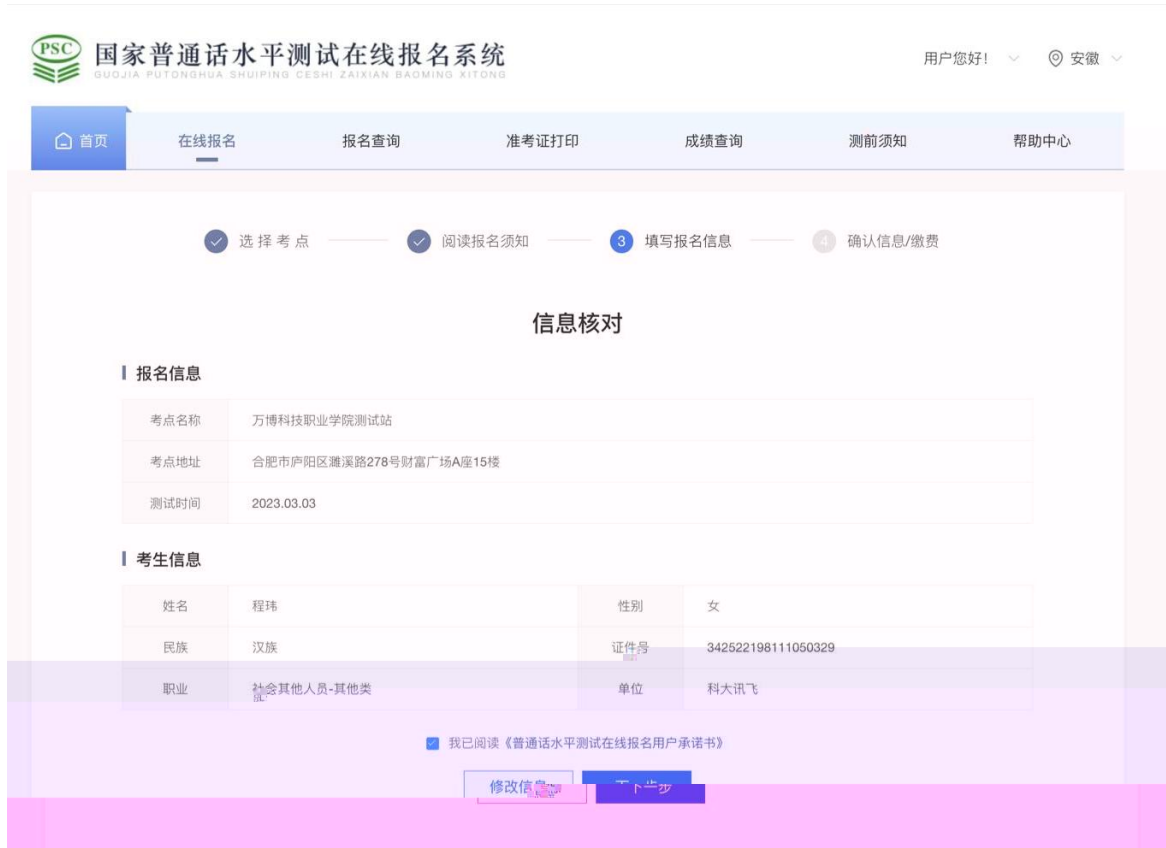 PSC 国家普通话水平测试在线报名系统
GUOJIA PUTONGHUA SHUIPING CESHI ZAIXIAN BAOMING XITONG
用户您好! 安徽
首页 在线报名 报名查询 准考证打印 成绩查询 测前须知 帮助中心
选择考点 阅读报名须知 3 填写报名信息 4 确认信息/缴费
信息核对
报名信息
考点名称 万博科技职业学院测试站
考点地址 合肥市庐阳区濉溪路278号财富广场A座15楼
测试时间 2023.03.03
考生信息
姓名 程玮 性别 女
民族 汉族 证件号 342522198111050329
职业 社会其他人员-其他类 单位 科大讯飞
我已阅读《普通话水平测试在线报名用户承诺书》
修改信息 下一步